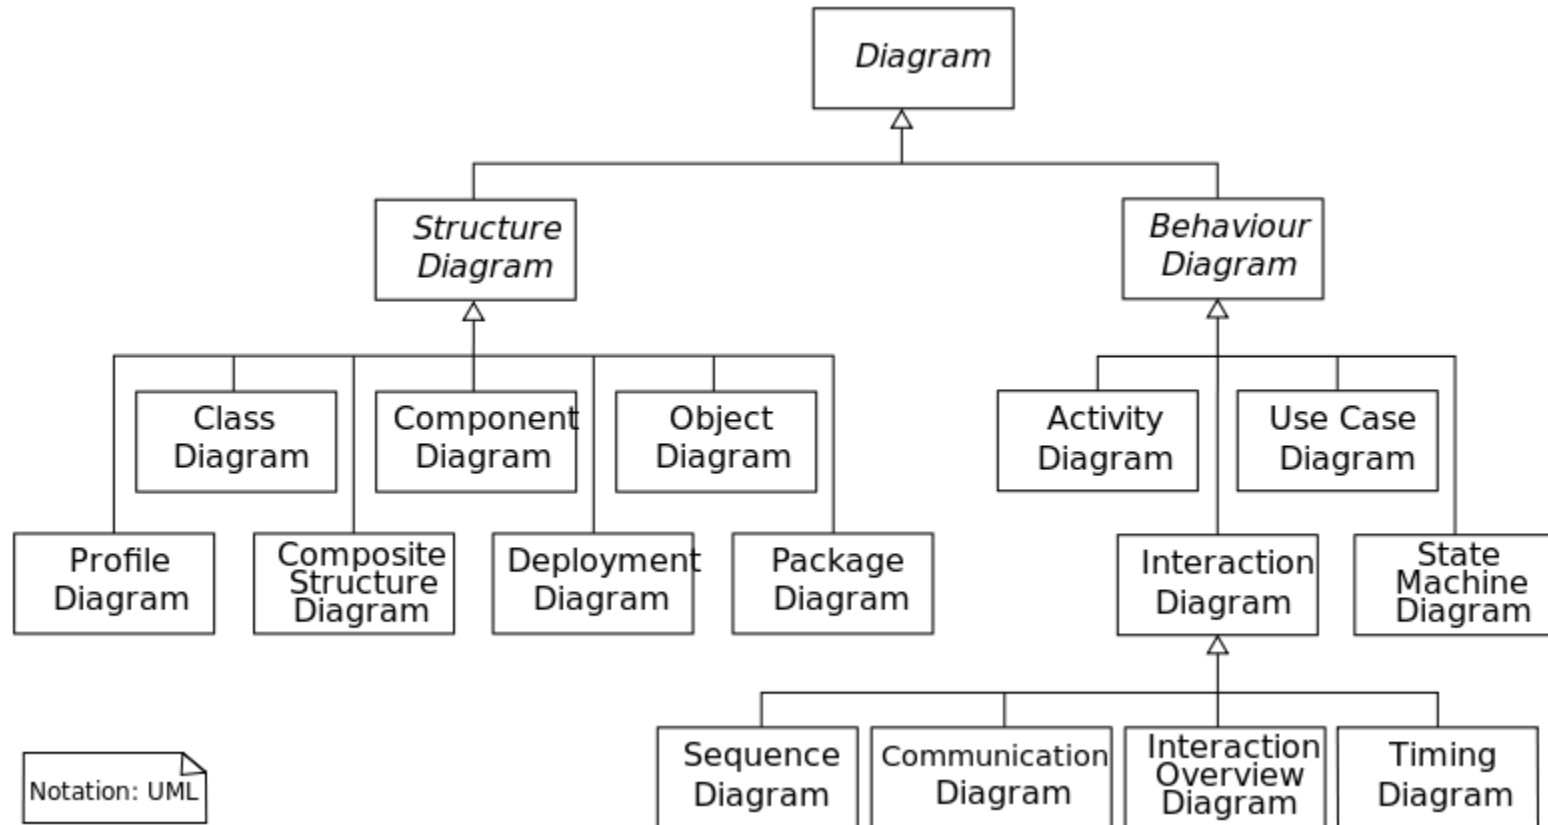 Diagram
Structure
Diagram
Behaviour
Diagram
Class
Diagram
Component
Diagram
Object
Diagram
Activity
Diagram
Use Case
Diagram
Profile
Diagram
Composite
Structure
Diagram
Deployment
Diagram
Package
Diagram
Interaction
Diagram
State
Machine
Diagram
Sequence
Diagram
Communication
Diagram
Interaction
Overview
Diagram
Timing
Diagram
Notation: UML